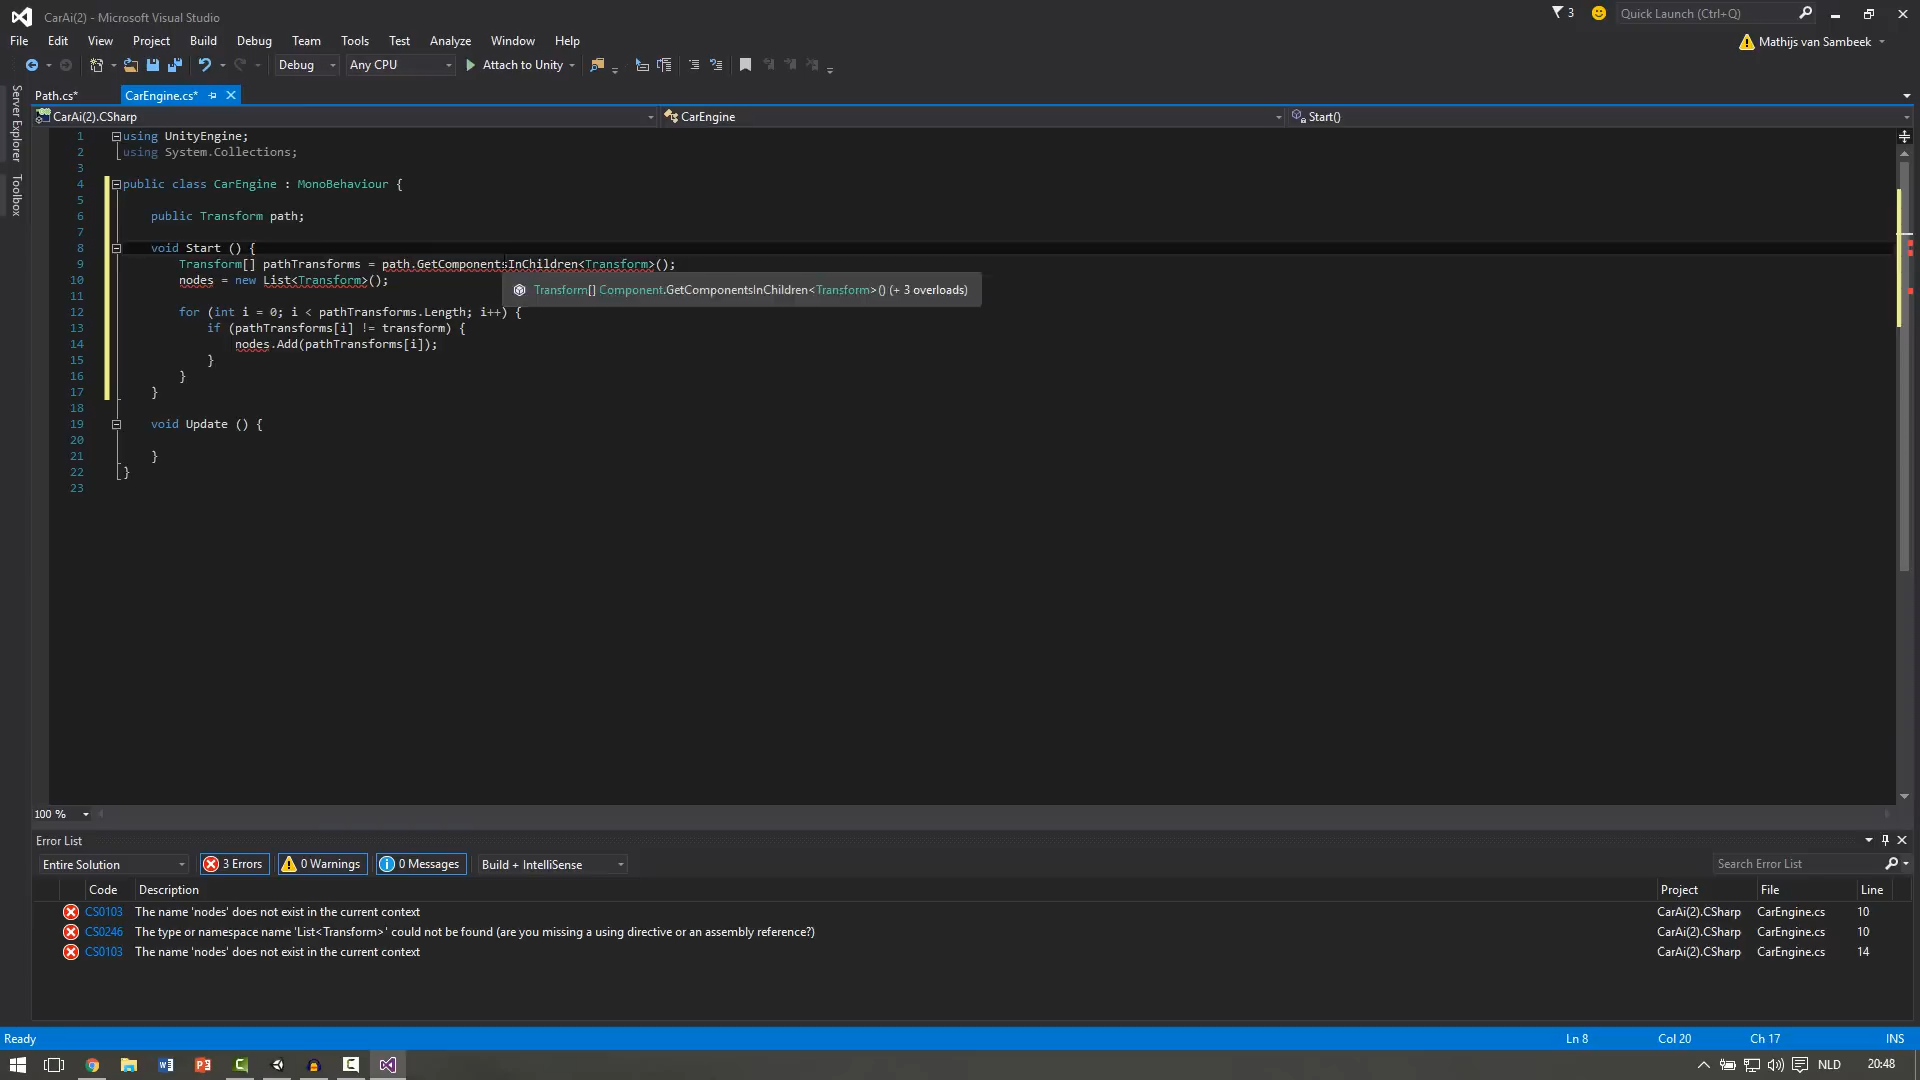 CarAi(2) - Microsoft Visual Studio
3
Quick Launch (Ctrl+Q)
File Edit View Project Build Debug Team Tools Test Analyze Window Help
Mathijs van Sambeek
Debug Any CPU Attach to Unity
Server Explorer
Toolbox
Path.cs* CarEngine.cs*
CarAi(2).CSharp CarEngine Start()
1 using UnityEngine;
2 using System.Collections;
3
4 public class CarEngine : MonoBehaviour {
5
6 public Transform path;
7
8 void Start () {
9 Transform[] pathTransforms = path.GetComponentsInChildren<Transform>();
10 nodes = new List<Transform>();
Transform[] Component.GetComponentsInChildren<Transform>() (+ 3 overloads)
11
12 for (int i = 0; i < pathTransforms.Length; i++) {
13 if (pathTransforms[i] != transform) {
14 nodes.Add(pathTransforms[i]);
15 }
16 }
17 }
18
19 void Update () {
20
21 }
22 }
23
100 %
Error List
Entire Solution 3 Errors 0 Warnings 0 Messages Build + IntelliSense Search Error List
Code Description Project File Line
CS0103 The name 'nodes' does not exist in the current context CarAi(2).CSharp CarEngine.cs 10
CS0246 The type or namespace name 'List<Transform>' could not be found (are you missing a using directive or an assembly reference?) CarAi(2).CSharp CarEngine.cs 10
CS0103 The name 'nodes' does not exist in the current context CarAi(2).CSharp CarEngine.cs 14
Ready Ln 8 Col 20 Ch 17 INS
NLD 20:48